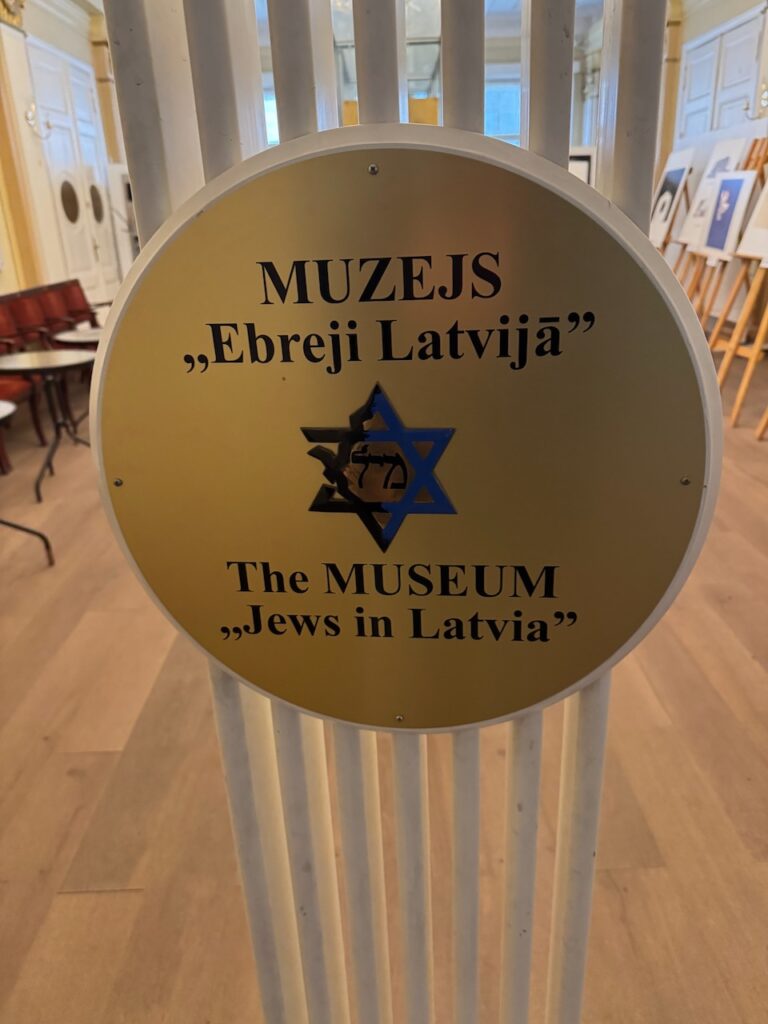 MUZEJS
„Ebreji Latvijā”
The MUSEUM
„Jews in Latvia”